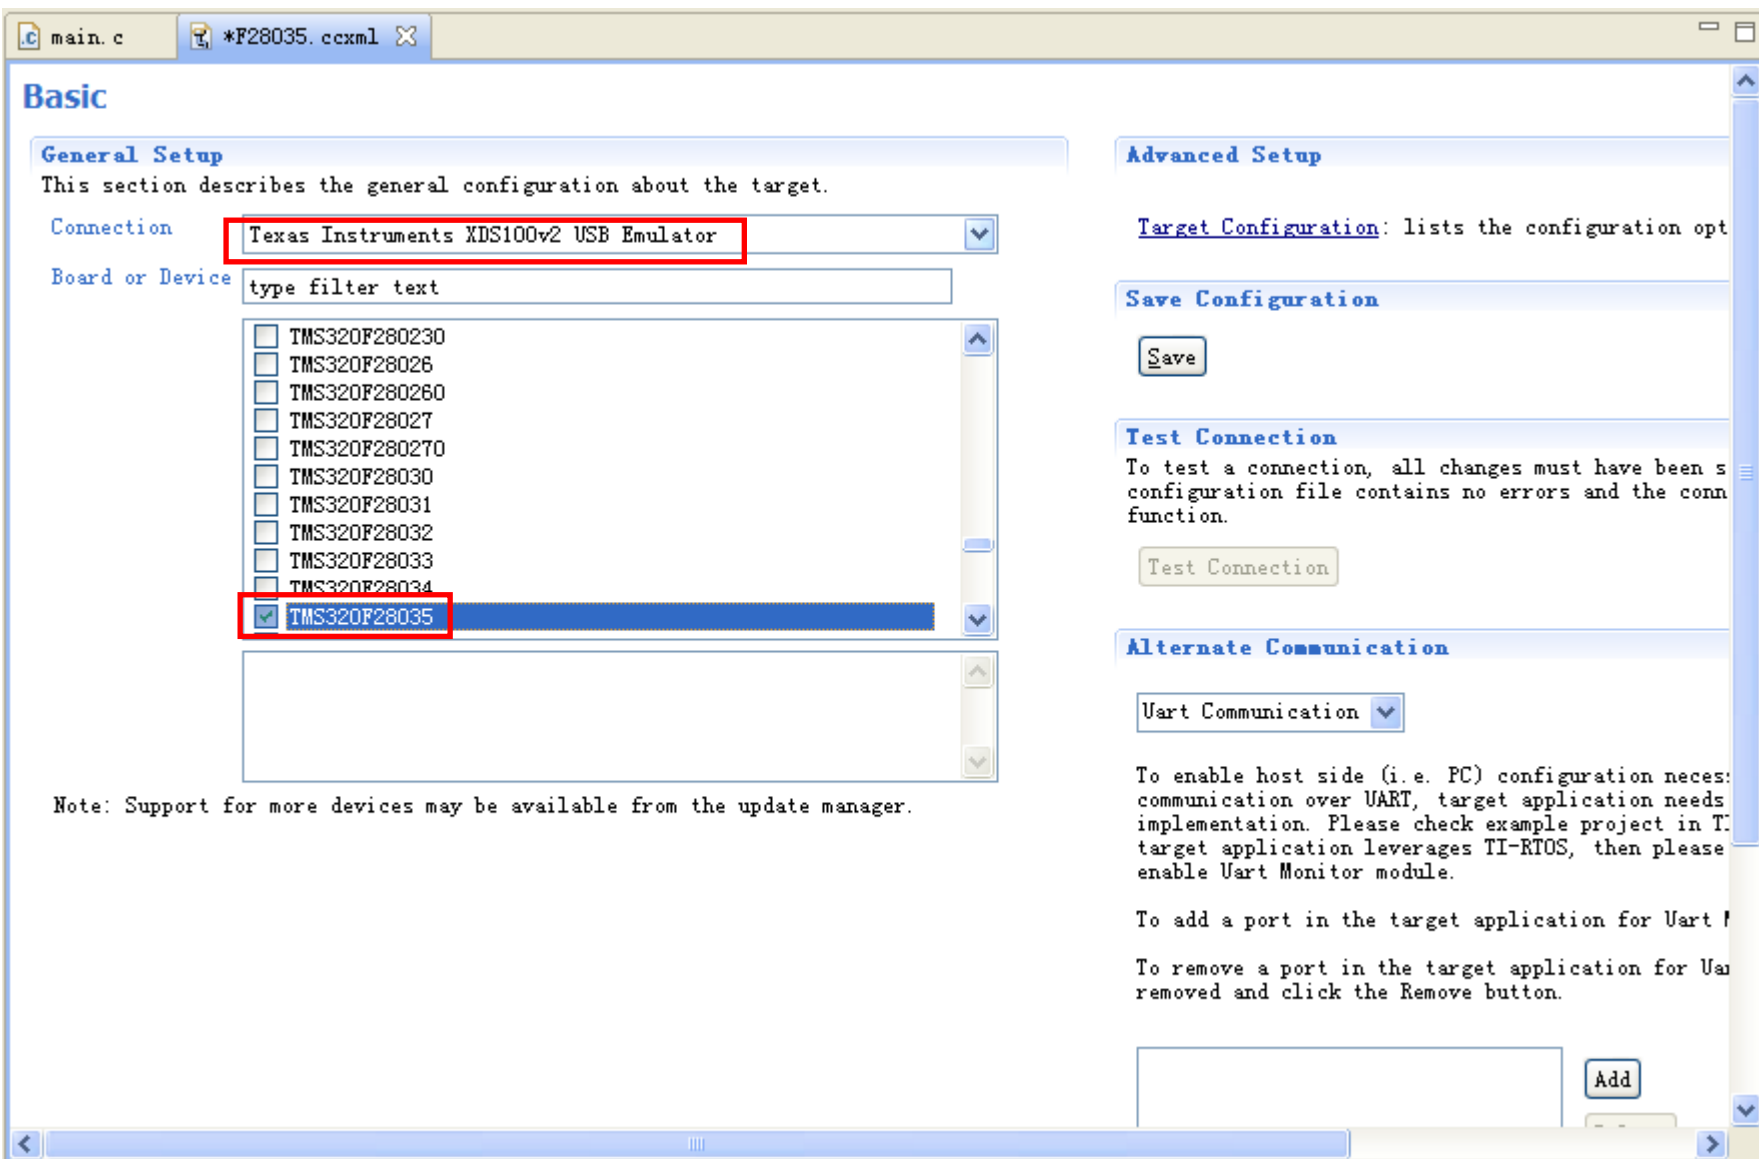 main.c
*F28035.ccxml
Basic
General Setup
This section describes the general configuration about the target.
Connection
Texas Instruments XDS100v2 USB Emulator
Board or Device
type filter text
TMS320F280230
TMS320F28026
TMS320F280260
TMS320F28027
TMS320F280270
TMS320F28030
TMS320F28031
TMS320F28032
TMS320F28033
TMS320F28034
TMS320F28035
Note: Support for more devices may be available from the update manager.
Advanced Setup
Target Configuration: lists the configuration opt
Save Configuration
Save
Test Connection
To test a connection, all changes must have been s
configuration file contains no errors and the conn
function.
Test Connection
Alternate Communication
Uart Communication
To enable host side (i.e. PC) configuration neces
communication over UART, target application needs
implementation. Please check example project in T
target application leverages TI-RTOS, then please
enable Uart Monitor module.
To add a port in the target application for Uart
To remove a port in the target application for Uar
removed and click the Remove button.
Add